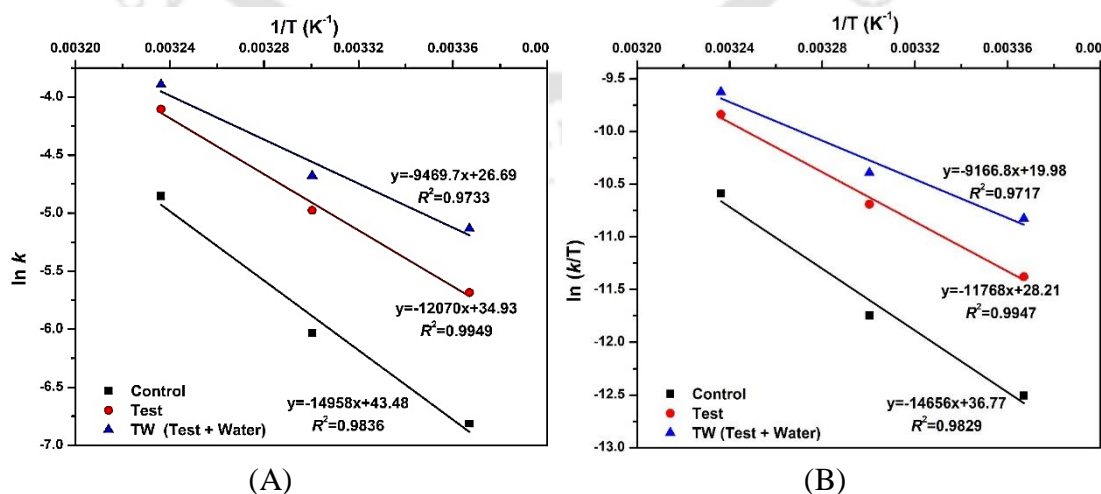 1/T (K⁻¹)
0.00320 0.00324 0.00328 0.00332 0.00336 0.00
-4.0
-4.5
-5.0
-5.5
-6.0
-6.5
-7.0
ln k
y=-9469.7x+26.69
R²=0.9733
y=-12070x+34.93
R²=0.9949
y=-14958x+43.48
R²=0.9836
Control
Test
TW (Test + Water)
(A)
1/T (K⁻¹)
0.00320 0.00324 0.00328 0.00332 0.00336 0.00
-9.5
-10.0
-10.5
-11.0
-11.5
-12.0
-12.5
-13.0
ln (k/T)
y=-9166.8x+19.98
R²=0.9717
y=-11768x+28.21
R²=0.9947
y=-14656x+36.77
R²=0.9829
Control
Test
TW (Test + Water)
(B)